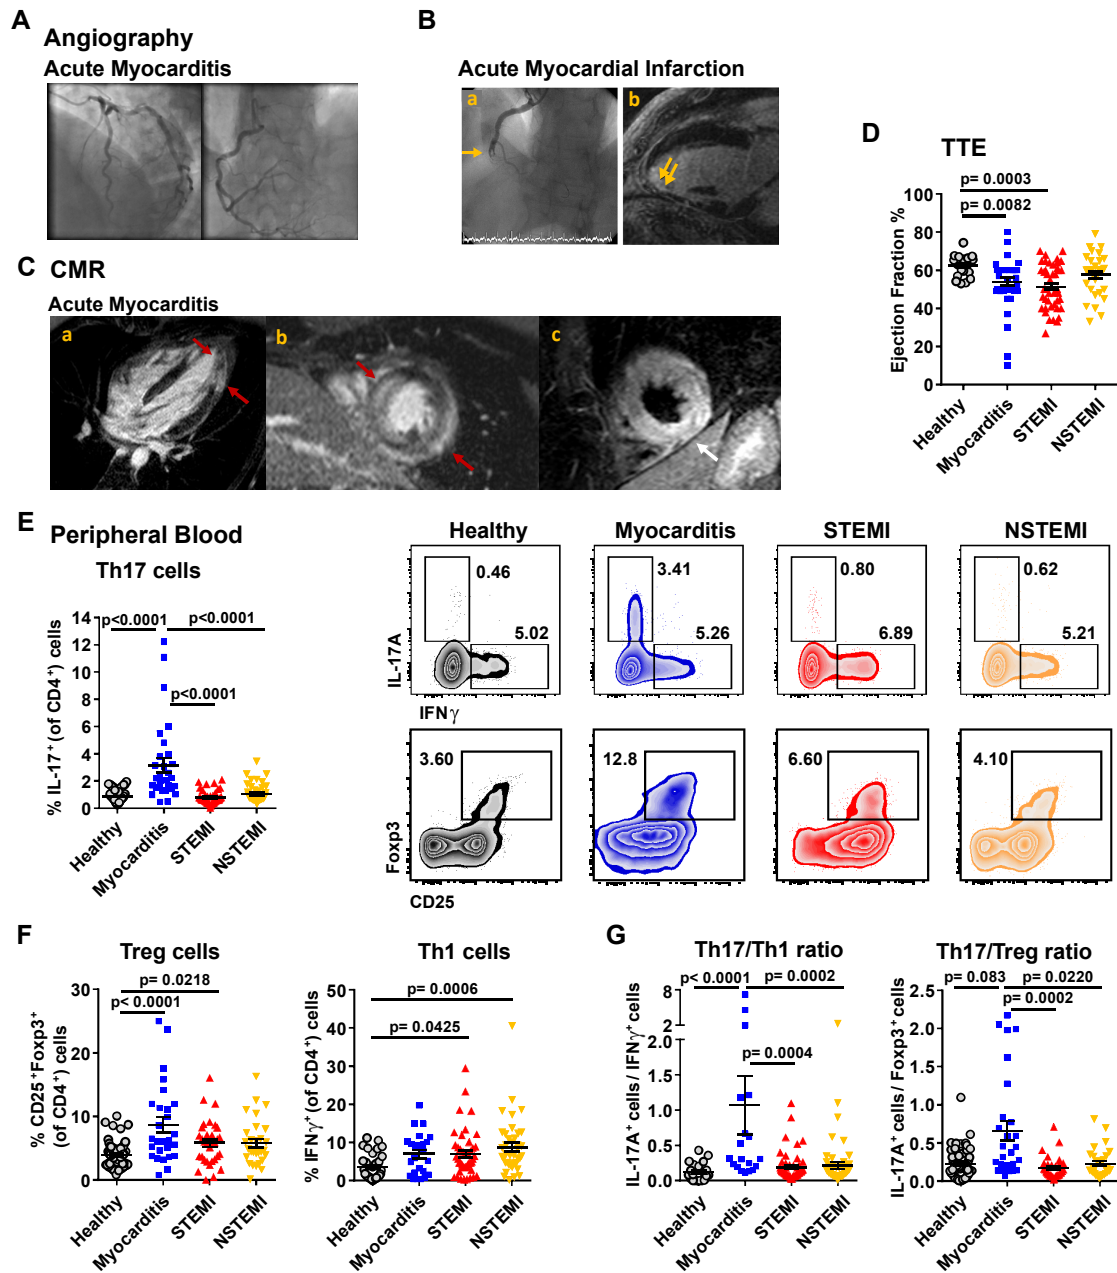 A
Angiography
Acute Myocarditis
B
Acute Myocardial Infarction
a
b
C CMR
Acute Myocarditis
a
b
c
D
TTE
p= 0.0003
p= 0.0082
Ejection Fraction %
100
80
60
40
20
0
Healthy
Myocarditis
STEMI
NSTEMI
E Peripheral Blood
Th17 cells
p<0.0001
p<0.0001
p<0.0001
% IL-17⁺ (of CD4⁺) cells
14
12
10
8
6
4
2
0
Healthy
Myocarditis
STEMI
NSTEMI
Healthy
Myocarditis
STEMI
NSTEMI
0.46
5.02
3.41
5.26
0.80
6.89
0.62
5.21
IL-17A
IFNγ
3.60
12.8
6.60
4.10
Foxp3
CD25
F
Treg cells
p= 0.0218
p< 0.0001
% CD25⁺Foxp3⁺
(of CD4⁺) cells
30
20
10
0
Healthy
Myocarditis
STEMI
NSTEMI
Th1 cells
p= 0.0006
p= 0.0425
% IFNγ⁺ (of CD4⁺) cells
50
40
30
20
10
0
Healthy
Myocarditis
STEMI
NSTEMI
G
Th17/Th1 ratio
p< 0.0001
p= 0.0002
p= 0.0004
IL-17A⁺ cells / IFNγ⁺ cells
8
5
2
2.0
1.5
1.0
0.5
0.0
Healthy
Myocarditis
STEMI
NSTEMI
Th17/Treg ratio
p= 0.083
p= 0.0220
p= 0.0002
IL-17A⁺ cells / Foxp3⁺ cells
2.5
2.0
1.5
1.0
0.5
0.0
Healthy
Myocarditis
STEMI
NSTEMI